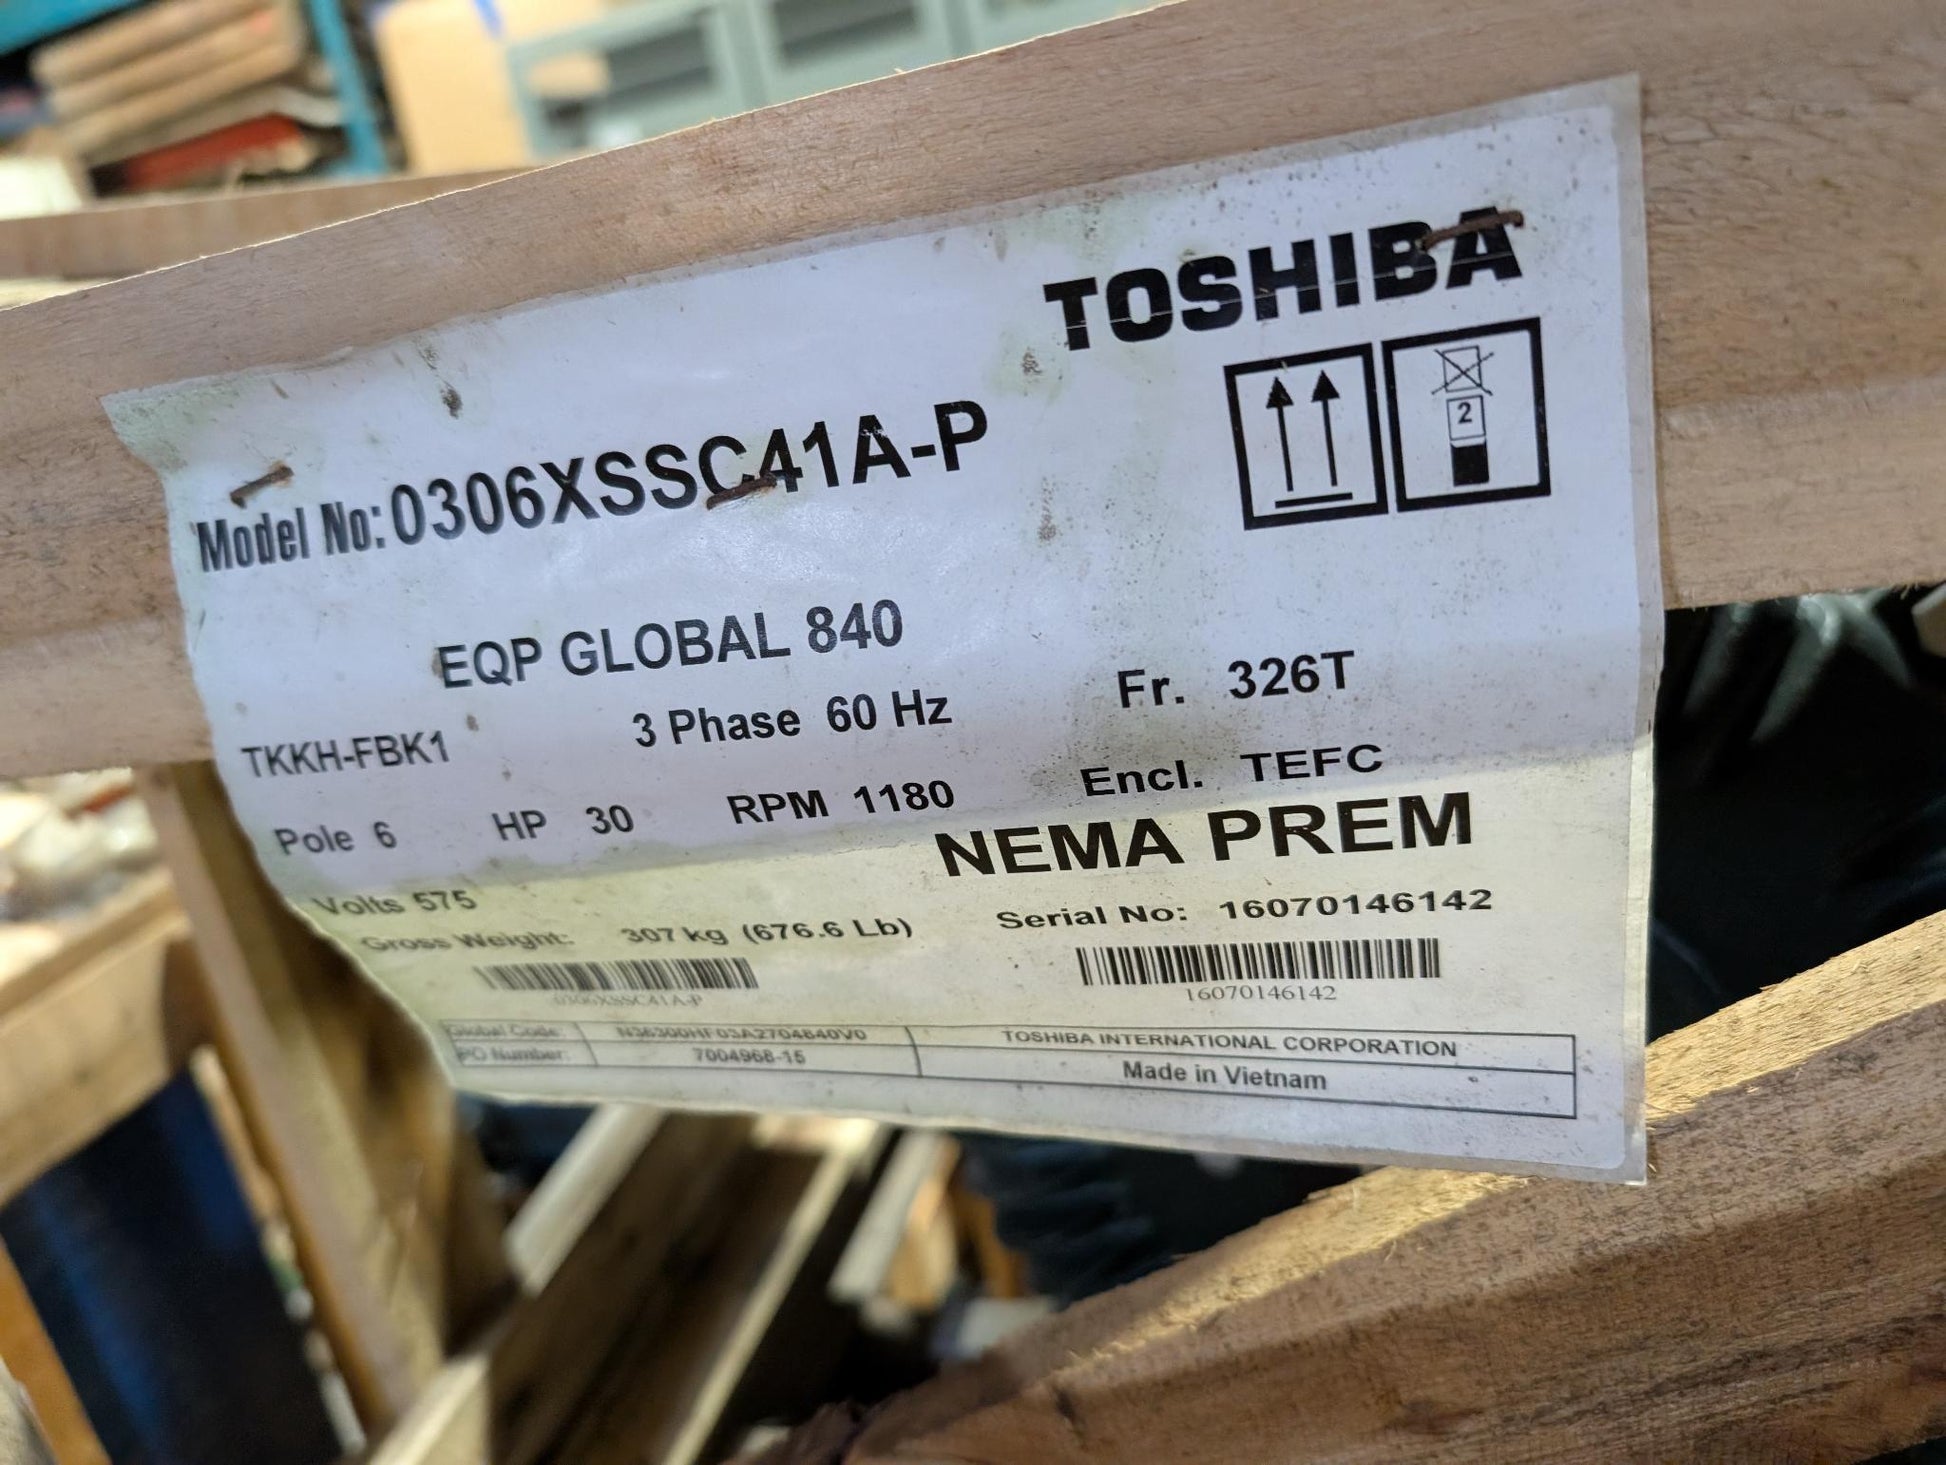 TOSHIBA
Model No: 0306XSSC41A-P
2
EQP GLOBAL 840
TKKH-FBK1 3 Phase 60 Hz Fr. 326T
Pole 6 HP 30 RPM 1180 Encl. TEFC
NEMA PREM
Volts 575
Gross Weight: 307 kg (676.6 Lb) Serial No: 16070146142
0306XSSC41A-P 16070146142
Global Code: TOSHIBA INTERNATIONAL CORPORATION
PO Number: 7004968-15 Made in Vietnam